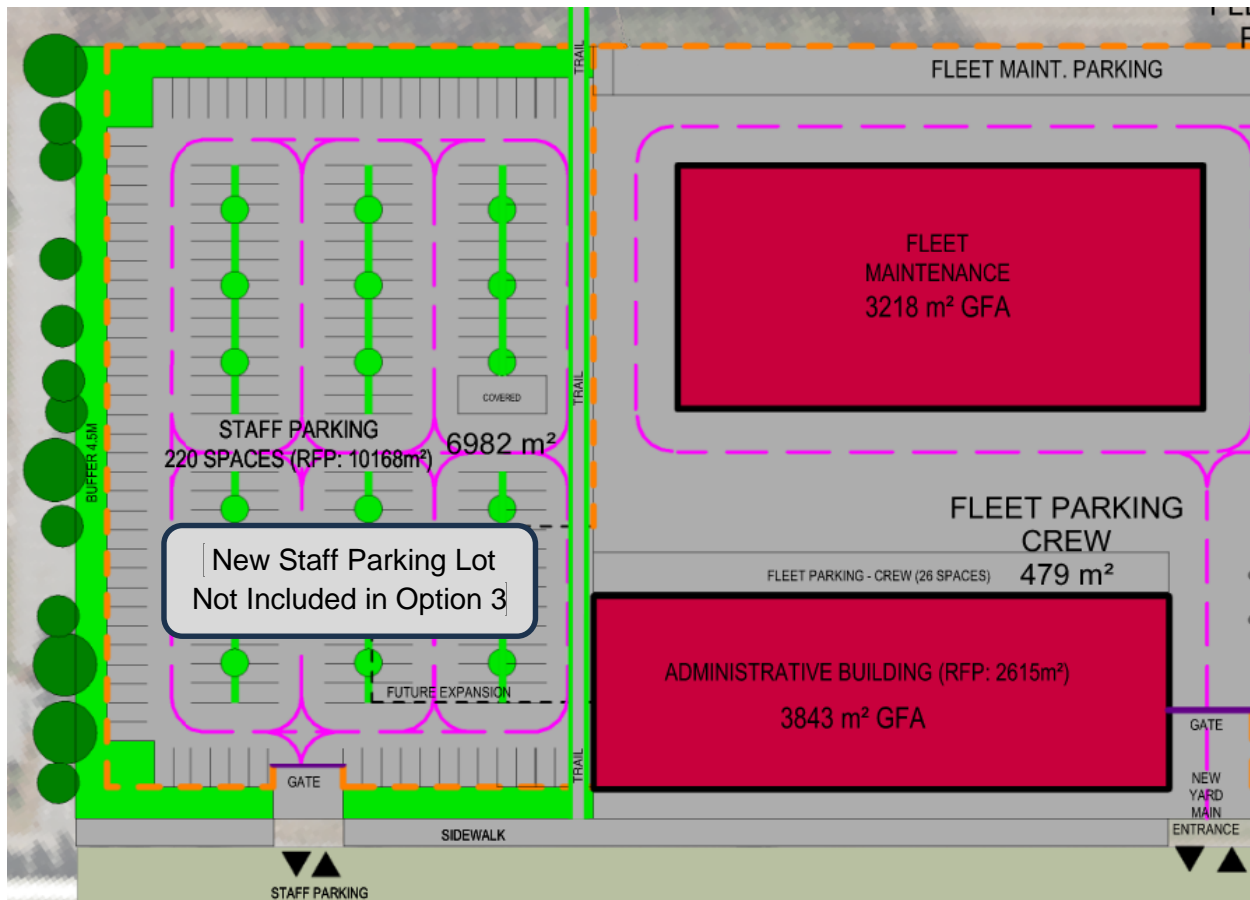 FLEET MAINT. PARKING
TRAIL
FLEET
MAINTENANCE
3218 m² GFA
TRAIL
COVERED
STAFF PARKING
220 SPACES (RFP: 10168m²)
6982 m²
BUFFER 4.5M
FLEET PARKING
CREW
479 m²
FLEET PARKING - CREW (26 SPACES)
New Staff Parking Lot
Not Included in Option 3
ADMINISTRATIVE BUILDING (RFP: 2615m²)
3843 m² GFA
FUTURE EXPANSION
TRAIL
GATE
GATE
NEW
YARD
MAIN
ENTRANCE
SIDEWALK
STAFF PARKING